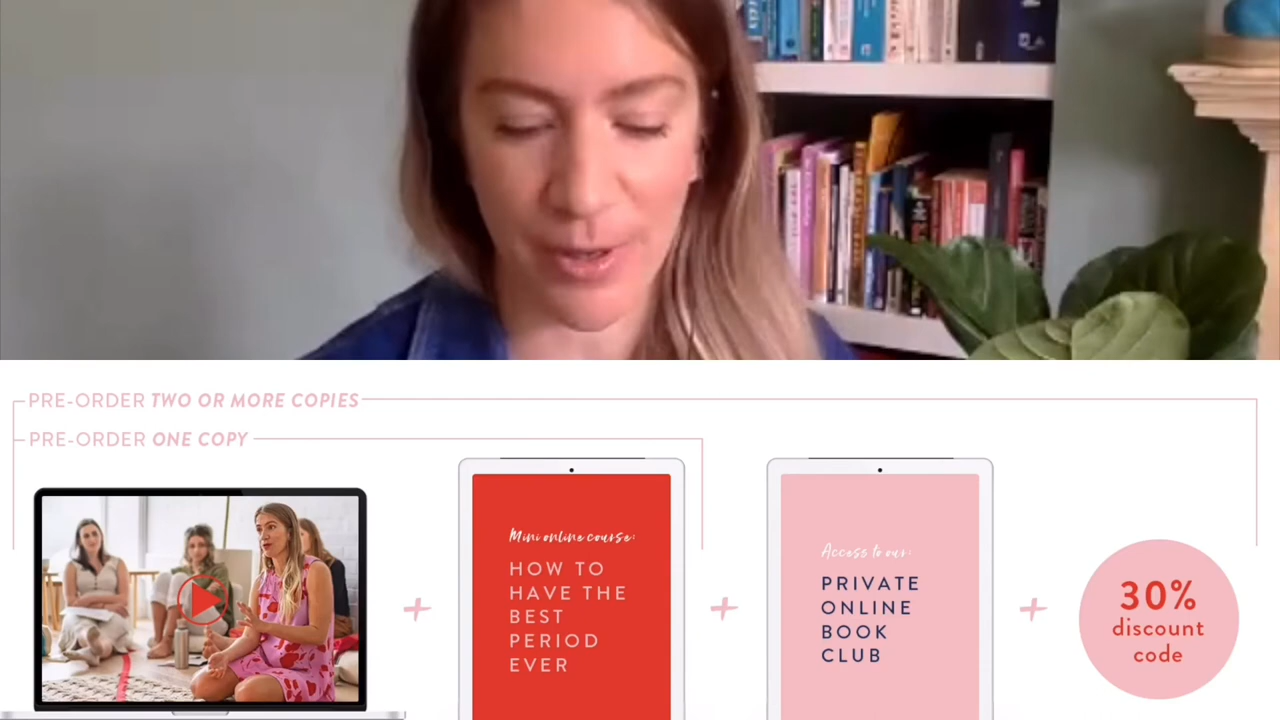 PRE-ORDER TWO OR MORE COPIES
PRE-ORDER ONE COPY
Mini online course:
HOW TO
HAVE THE
BEST
PERIOD
EVER
Access to our:
PRIVATE
ONLINE
BOOK
CLUB
30%
discount
code